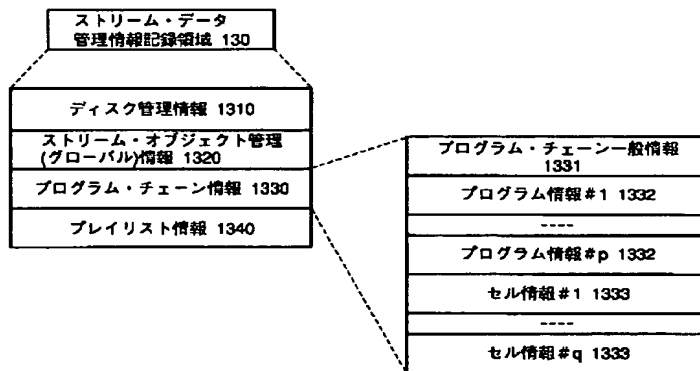 ストリーム・データ
管理情報記録領域 130
ディスク管理情報 1310
ストリーム・オブジェクト管理
(グローバル)情報 1320
プログラム・チェーン情報 1330
プレイリスト情報 1340
プログラム・チェーン一般情報
1331
プログラム情報#1 1332
----
プログラム情報#p 1332
セル情報#1 1333
----
セル情報#q 1333